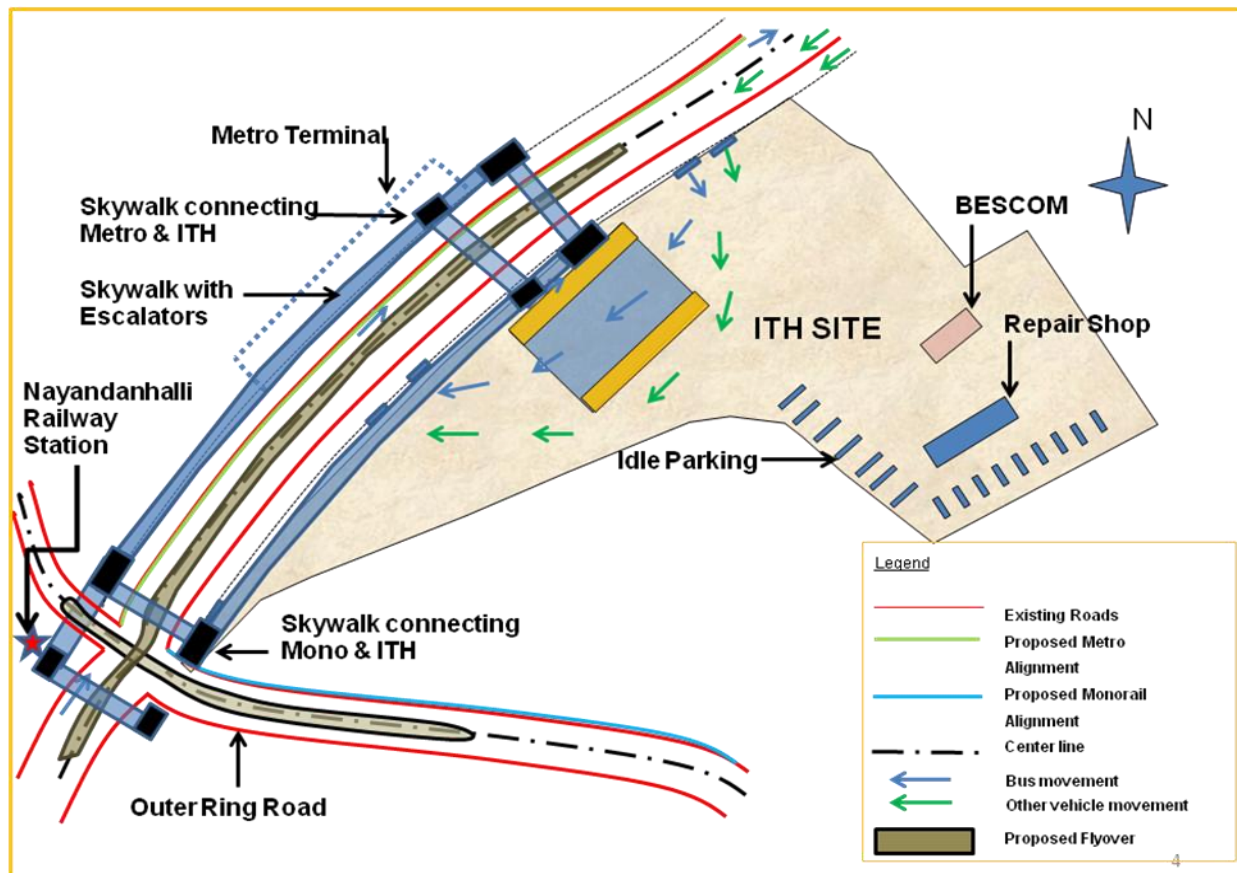 N
Metro Terminal
Skywalk connecting
Metro & ITH
BESCOM
Skywalk with
Escalators
Repair Shop
ITH SITE
Nayandanhalli
Railway
Station
Idle Parking
Skywalk connecting
Mono & ITH
Outer Ring Road
Legend
Existing Roads
Proposed Metro
Alignment
Proposed Monorail
Alignment
Center line
Bus movement
Other vehicle movement
Proposed Flyover
4